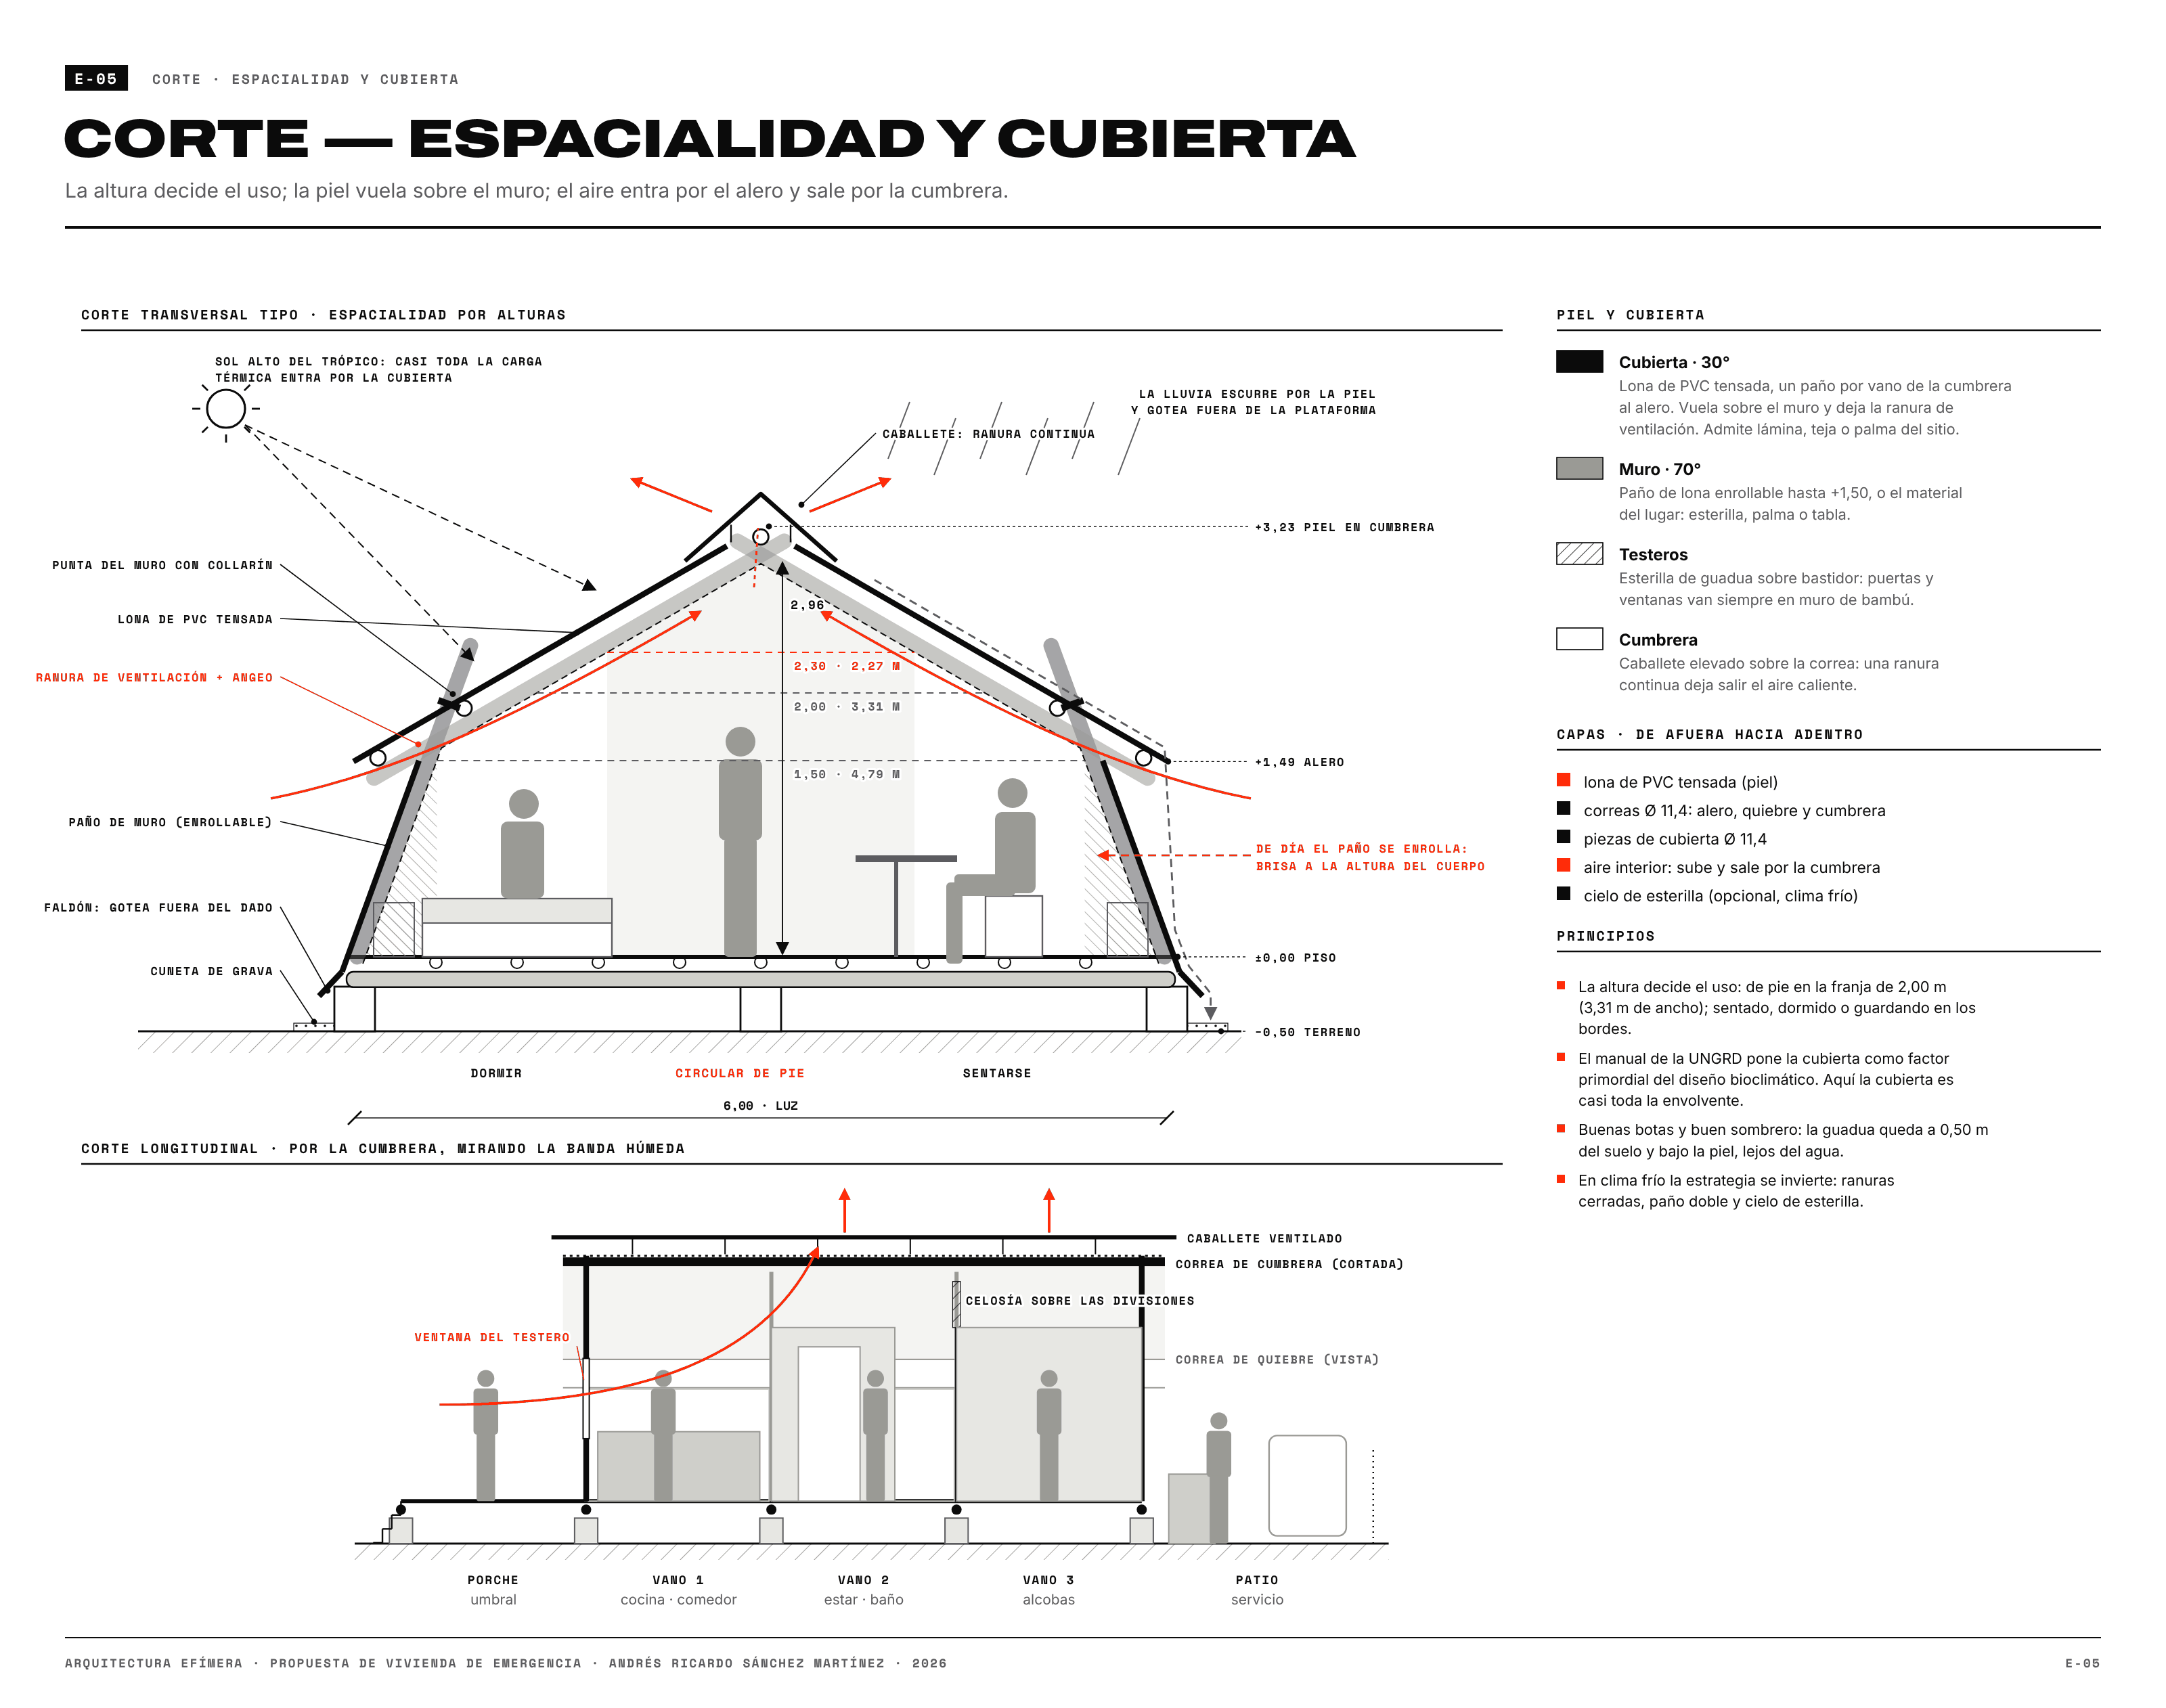 E-05 CORTE · ESPACIALIDAD Y CUBIERTA
CORTE — ESPACIALIDAD Y CUBIERTA
La altura decide el uso; la piel vuela sobre el muro; el aire entra por el alero y sale por la cumbrera.
CORTE TRANSVERSAL TIPO · ESPACIALIDAD POR ALTURAS
SOL ALTO DEL TRÓPICO: CASI TODA LA CARGA
TÉRMICA ENTRA POR LA CUBIERTA
LA LLUVIA ESCURRE POR LA PIEL
Y GOTEA FUERA DE LA PLATAFORMA
CABALLETE: RANURA CONTINUA
+3,23 PIEL EN CUMBRERA
PUNTA DEL MURO CON COLLARÍN
2,96
LONA DE PVC TENSADA
2,30 · 2,27 M
RANURA DE VENTILACIÓN + ANGEO
2,00 · 3,31 M
+1,49 ALERO
1,50 · 4,79 M
PAÑO DE MURO (ENROLLABLE)
DE DÍA EL PAÑO SE ENROLLA:
BRISA A LA ALTURA DEL CUERPO
FALDÓN: GOTEA FUERA DEL DADO
±0,00 PISO
CUNETA DE GRAVA
-0,50 TERRENO
DORMIR
CIRCULAR DE PIE
SENTARSE
6,00 · LUZ
CORTE LONGITUDINAL · POR LA CUMBRERA, MIRANDO LA BANDA HÚMEDA
CABALLETE VENTILADO
CORREA DE CUMBRERA (CORTADA)
CELOSÍA SOBRE LAS DIVISIONES
VENTANA DEL TESTERO
CORREA DE QUIEBRE (VISTA)
PORCHE
umbral
VANO 1
cocina · comedor
VANO 2
estar · baño
VANO 3
alcobas
PATIO
servicio
PIEL Y CUBIERTA
Cubierta · 30°
Lona de PVC tensada, un paño por vano de la cumbrera
al alero. Vuela sobre el muro y deja la ranura de
ventilación. Admite lámina, teja o palma del sitio.
Muro · 70°
Paño de lona enrollable hasta +1,50, o el material
del lugar: esterilla, palma o tabla.
Testeros
Esterilla de guadua sobre bastidor: puertas y
ventanas van siempre en muro de bambú.
Cumbrera
Caballete elevado sobre la correa: una ranura
continua deja salir el aire caliente.
CAPAS · DE AFUERA HACIA ADENTRO
lona de PVC tensada (piel)
correas Ø 11,4: alero, quiebre y cumbrera
piezas de cubierta Ø 11,4
aire interior: sube y sale por la cumbrera
cielo de esterilla (opcional, clima frío)
PRINCIPIOS
La altura decide el uso: de pie en la franja de 2,00 m
(3,31 m de ancho); sentado, dormido o guardando en los
bordes.
El manual de la UNGRD pone la cubierta como factor
primordial del diseño bioclimático. Aquí la cubierta es
casi toda la envolvente.
Buenas botas y buen sombrero: la guadua queda a 0,50 m
del suelo y bajo la piel, lejos del agua.
En clima frío la estrategia se invierte: ranuras
cerradas, paño doble y cielo de esterilla.
ARQUITECTURA EFÍMERA · PROPUESTA DE VIVIENDA DE EMERGENCIA · ANDRÉS RICARDO SÁNCHEZ MARTÍNEZ · 2026
E-05